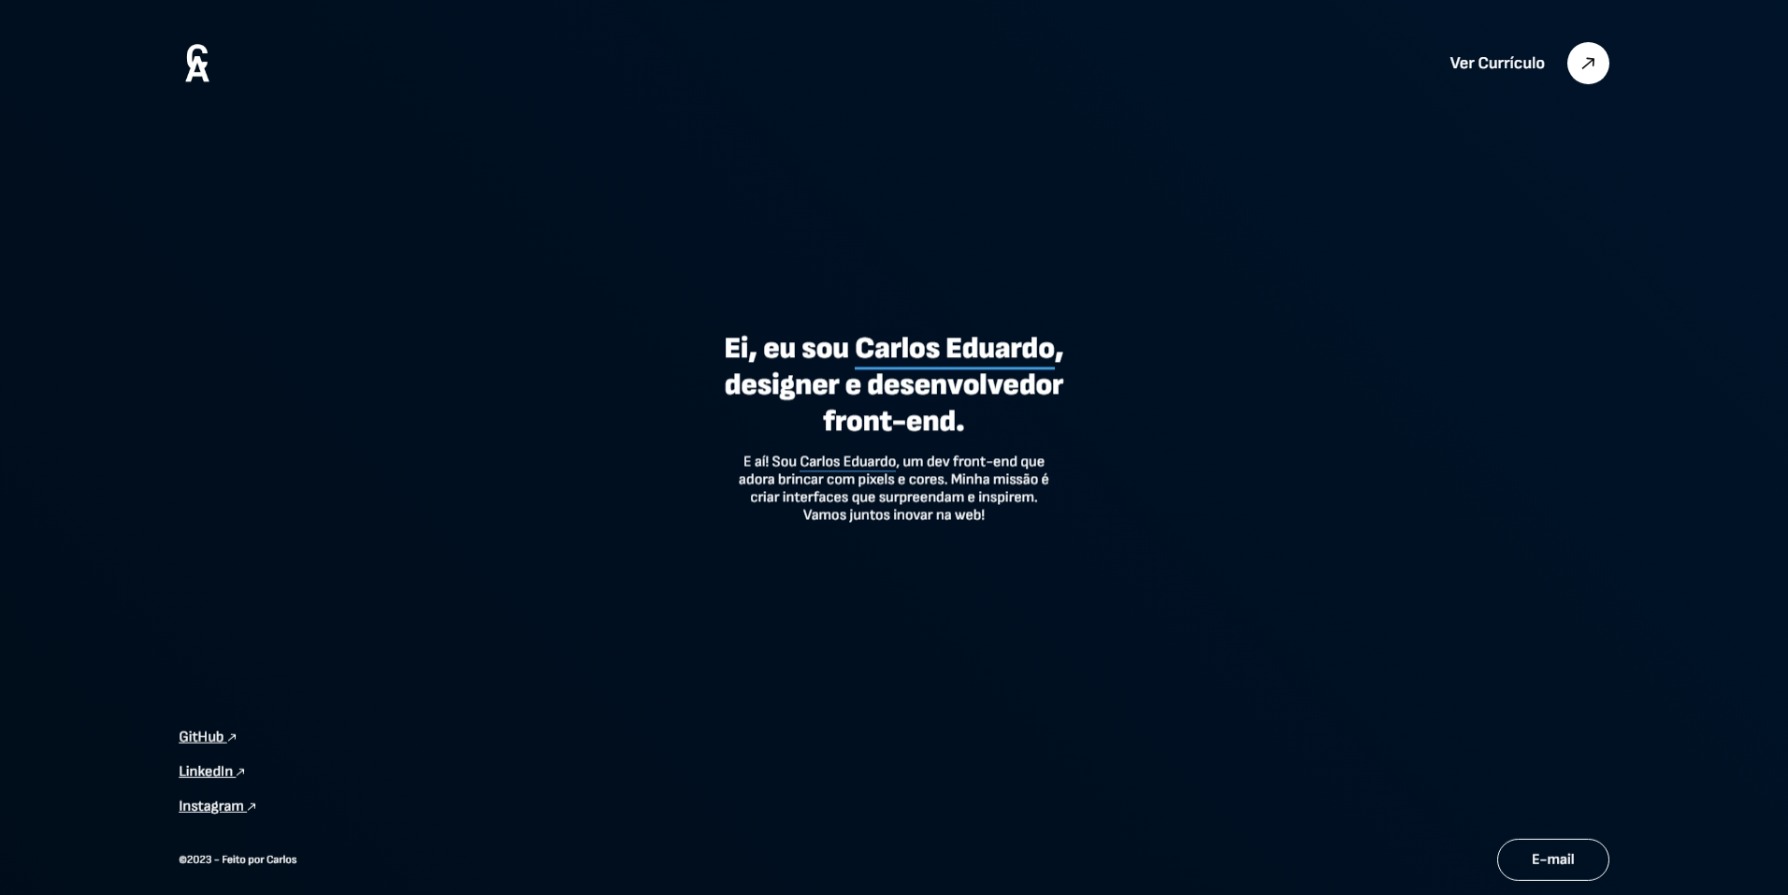 CA
Ver Currículo
Ei, eu sou Carlos Eduardo,
designer e desenvolvedor
front-end.
E aí! Sou Carlos Eduardo, um dev front-end que
adora brincar com pixels e cores. Minha missão é
criar interfaces que surpreendam e inspirem.
Vamos juntos inovar na web!
GitHub
LinkedIn
Instagram
©2023 - Feito por Carlos
E-mail